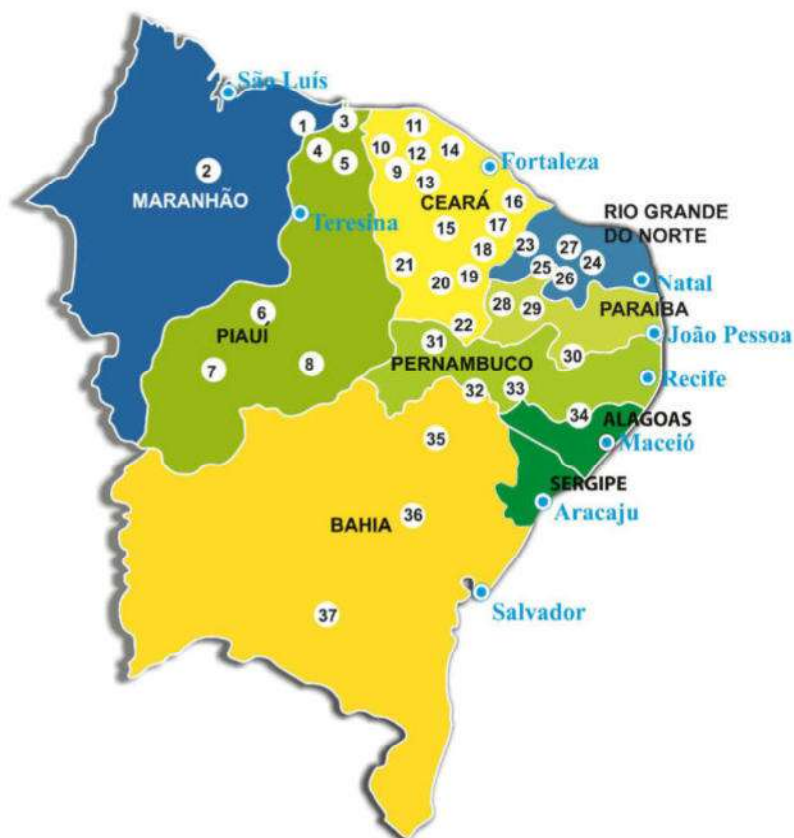 São Luís
1
3
11
4
5
10
12
14
9
2
13
Fortaleza
MARANHÃO
CEARÁ
16
RIO GRANDE
DO NORTE
Teresina
15
17
18
23
27
25
26
24
21
20
19
Natal
28
29
PARAÍBA
6
PIAUÍ
22
31
João Pessoa
7
8
PERNAMBUCO
30
32
33
Recife
34
ALAGOAS
35
Maceió
SERGIPE
36
BAHIA
Aracaju
Salvador
37